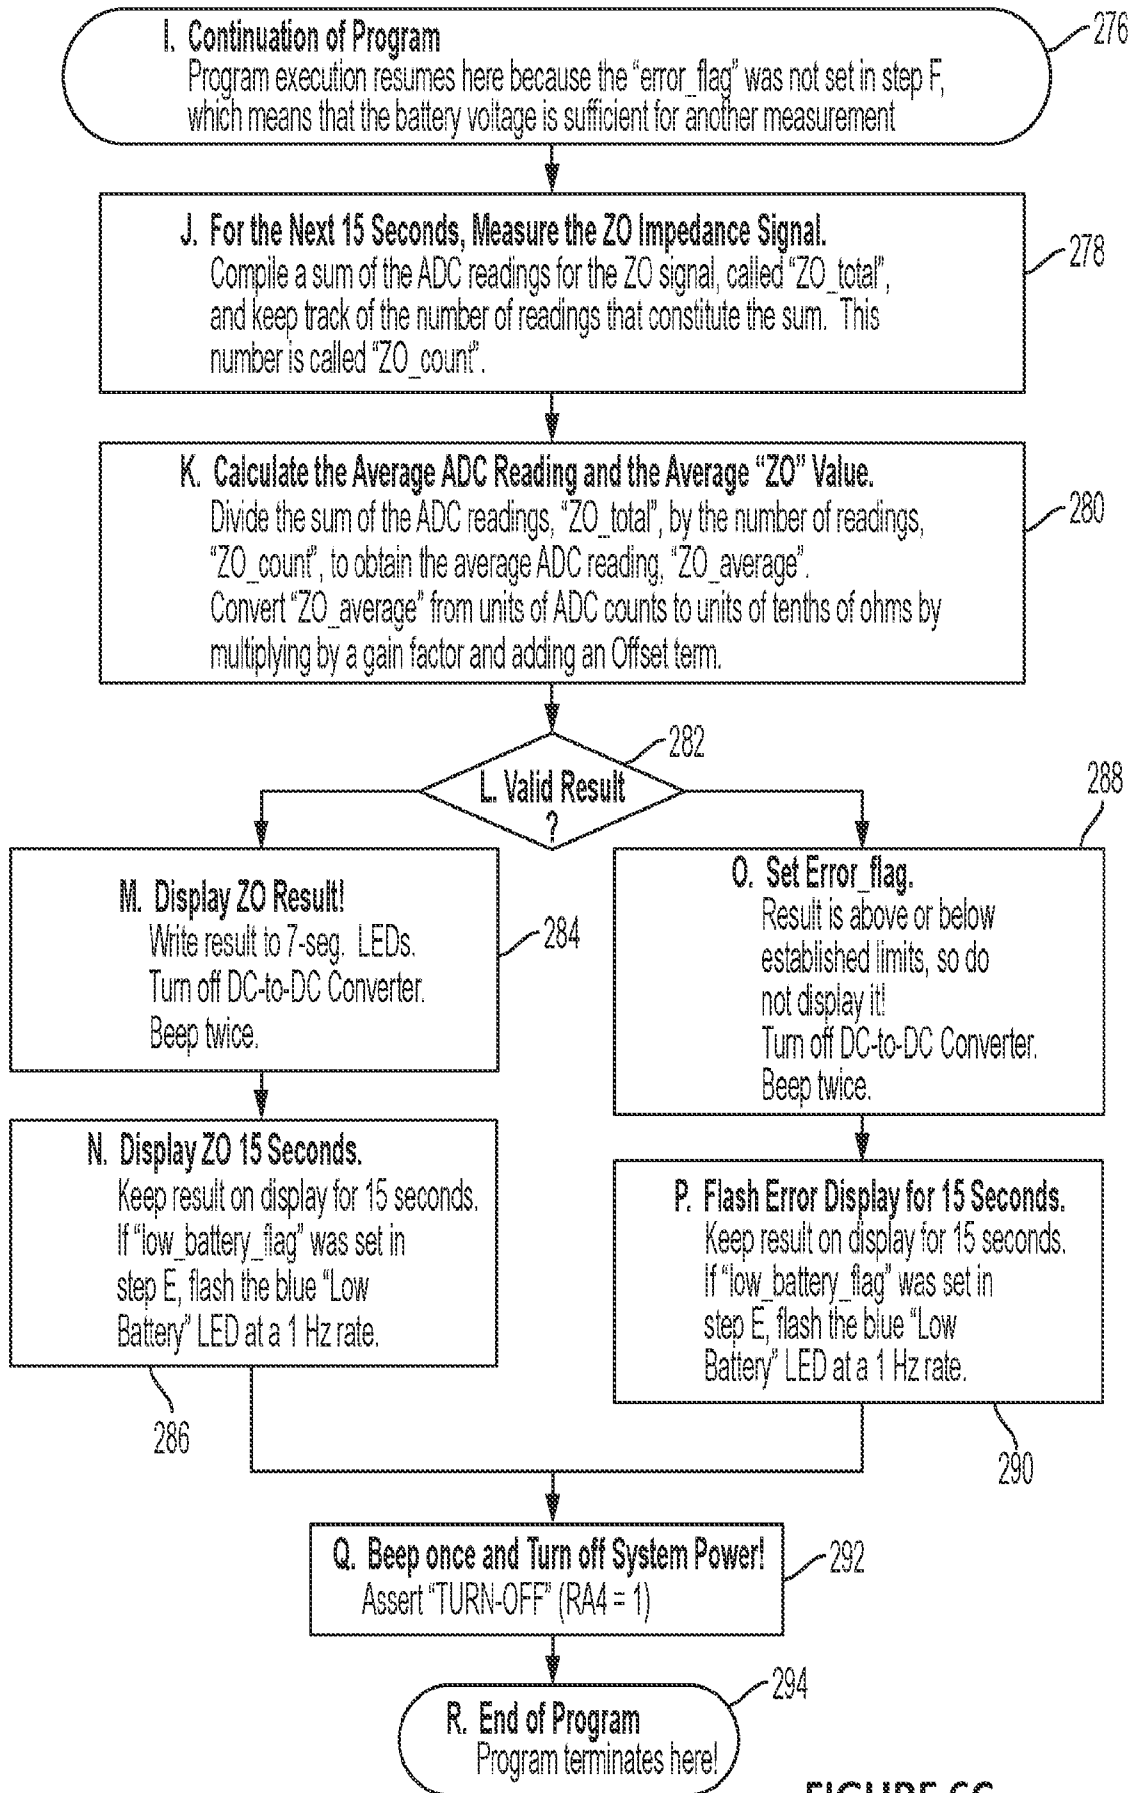 I. Continuation of Program
Program execution resumes here because the "error_flag" was not set in step F,
which means that the battery voltage is sufficient for another measurement
276
J. For the Next 15 Seconds, Measure the ZO Impedance Signal.
Compile a sum of the ADC readings for the ZO signal, called "ZO_total",
and keep track of the number of readings that constitute the sum. This
number is called "ZO_count".
278
K. Calculate the Average ADC Reading and the Average "ZO" Value.
Divide the sum of the ADC readings, "ZO_total", by the number of readings,
"ZO_count", to obtain the average ADC reading, "ZO_average".
Convert "ZO_average" from units of ADC counts to units of tenths of ohms by
multiplying by a gain factor and adding an Offset term.
280
L. Valid Result
?
282
M. Display ZO Result!
Write result to 7-seg. LEDs.
Turn off DC-to-DC Converter.
Beep twice.
284
N. Display ZO 15 Seconds.
Keep result on display for 15 seconds.
If "low_battery_flag" was set in
step E, flash the blue "Low
Battery" LED at a 1 Hz rate.
286
288
O. Set Error_flag.
Result is above or below
established limits, so do
not display it!
Turn off DC-to-DC Converter.
Beep twice.
P. Flash Error Display for 15 Seconds.
Keep result on display for 15 seconds.
If "low_battery_flag" was set in
step E, flash the blue "Low
Battery" LED at a 1 Hz rate.
290
Q. Beep once and Turn off System Power!
Assert "TURN-OFF" (RA4 = 1)
292
R. End of Program
Program terminates here!
294
FIGURE 6C